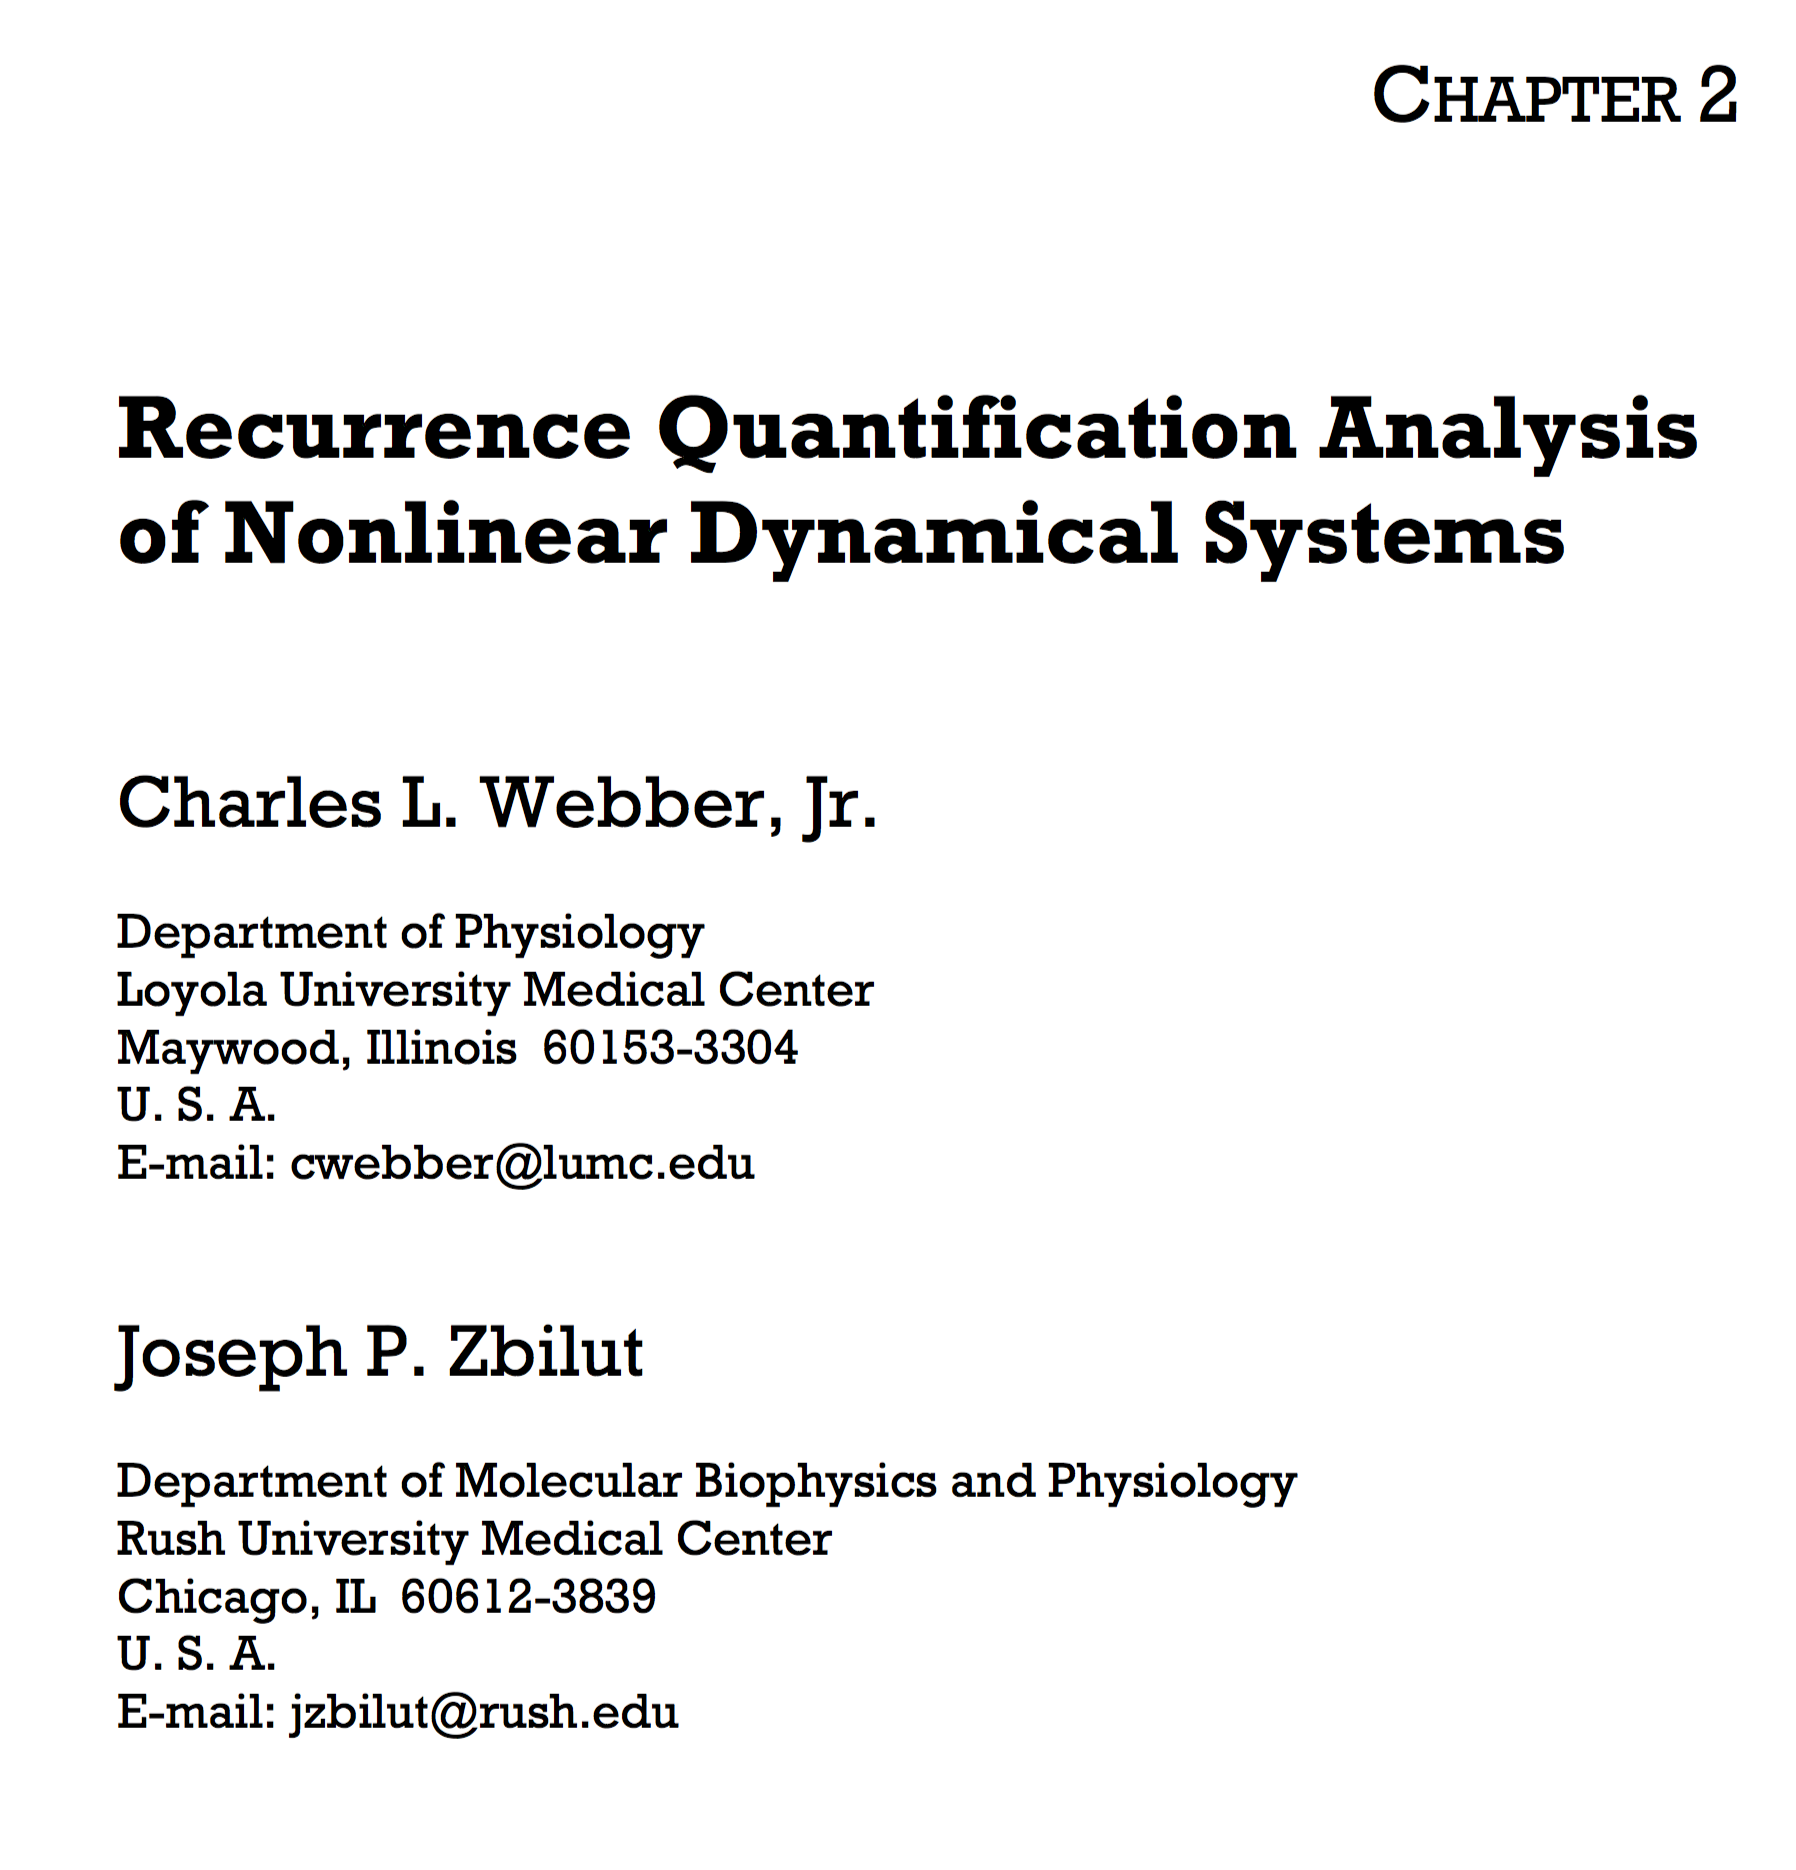 CHAPTER 2
Recurrence Quantification Analysis
of Nonlinear Dynamical Systems
Charles L. Webber, Jr.
Department of Physiology
Loyola University Medical Center
Maywood, Illinois  60153-3304
U. S. A.
E-mail: cwebber@lumc.edu
Joseph P. Zbilut
Department of Molecular Biophysics and Physiology
Rush University Medical Center
Chicago, IL  60612-3839
U. S. A.
E-mail: jzbilut@rush.edu